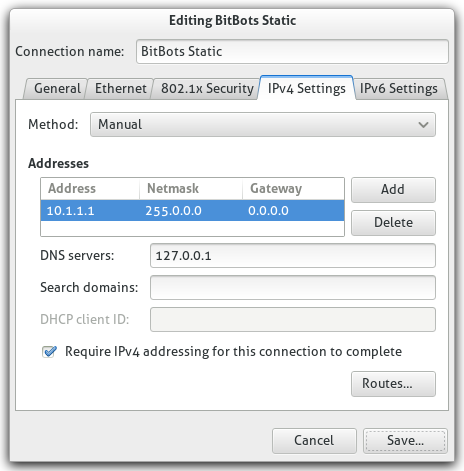 Editing BitBots Static
Connection name: BitBots Static
General Ethernet 802.1x Security IPv4 Settings IPv6 Settings
Method: Manual
Addresses
Address Netmask Gateway
10.1.1.1 255.0.0.0 0.0.0.0
Add
Delete
DNS servers: 127.0.0.1
Search domains:
DHCP client ID:
Require IPv4 addressing for this connection to complete
Routes...
Cancel Save...